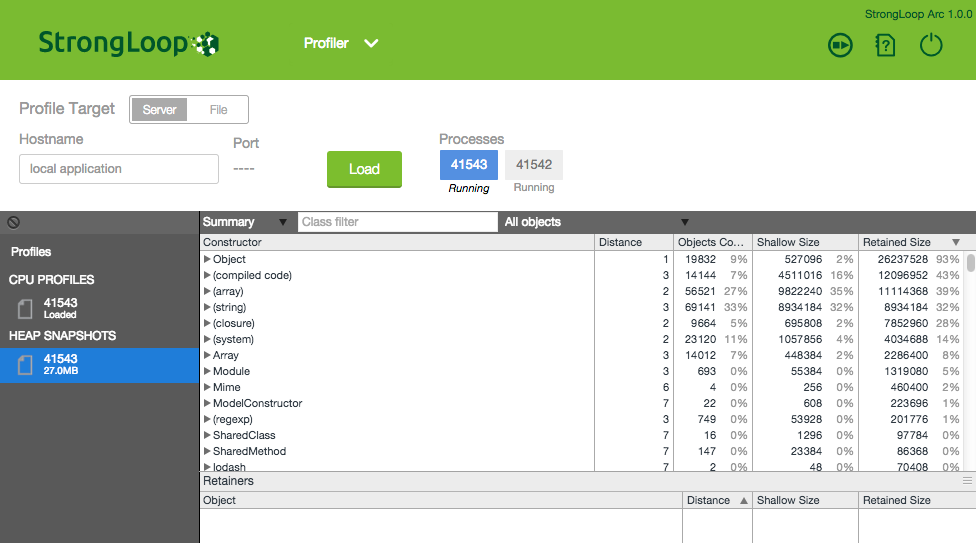 StrongLoop Arc 1.0.0
StrongLoop Profiler
Profile Target Server File
Hostname Port Processes
local application ---- Load 41543 41542
Running Running
Summary Class filter All objects
Profiles
CPU PROFILES
41543
Loaded
HEAP SNAPSHOTS
41543
27.0MB
Constructor Distance Objects Co... Shallow Size Retained Size
Object 1 19832 9% 527096 2% 26237528 93%
(compiled code) 3 14144 7% 4511016 16% 12096952 43%
(array) 2 56521 27% 9822240 35% 11114368 39%
(string) 3 69141 33% 8934184 32% 8934184 32%
(closure) 2 9664 5% 695808 2% 7852960 28%
(system) 2 23120 11% 1057856 4% 4034688 14%
Array 3 14012 7% 448384 2% 2286400 8%
Module 3 693 0% 55384 0% 1319080 5%
Mime 6 4 0% 256 0% 460400 2%
ModelConstructor 7 22 0% 608 0% 223696 1%
(regexp) 3 749 0% 53928 0% 201776 1%
SharedClass 7 16 0% 1296 0% 97784 0%
SharedMethod 7 147 0% 23384 0% 86368 0%
lodash 7 2 0% 48 0% 70408 0%
Retainers
Object Distance Shallow Size Retained Size